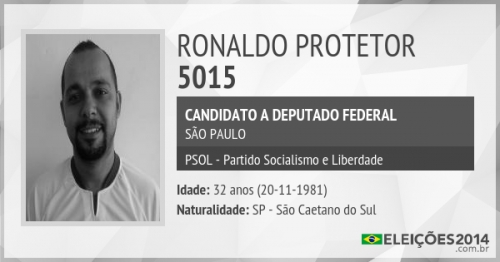 RONALDO PROTETOR
5015
CANDIDATO A DEPUTADO FEDERAL
SÃO PAULO
PSOL - Partido Socialismo e Liberdade
Idade: 32 anos (20-11-1981)
Naturalidade: SP - São Caetano do Sul
ELEIÇÕES2014
.com.br